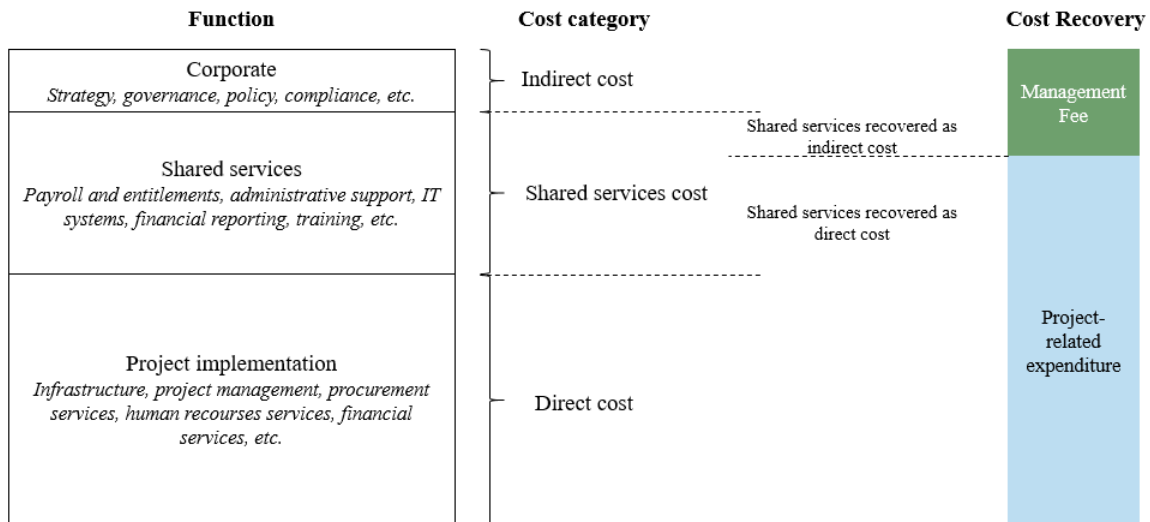 Function
Cost category
Cost Recovery
Corporate
Strategy, governance, policy, compliance, etc.
Indirect cost
Management
Fee
Shared services recovered as
indirect cost
Shared services
Payroll and entitlements, administrative support, IT
systems, financial reporting, training, etc.
Shared services cost
Shared services recovered as
direct cost
Project implementation
Infrastructure, project management, procurement
services, human recourses services, financial
services, etc.
Direct cost
Project-
related
expenditure